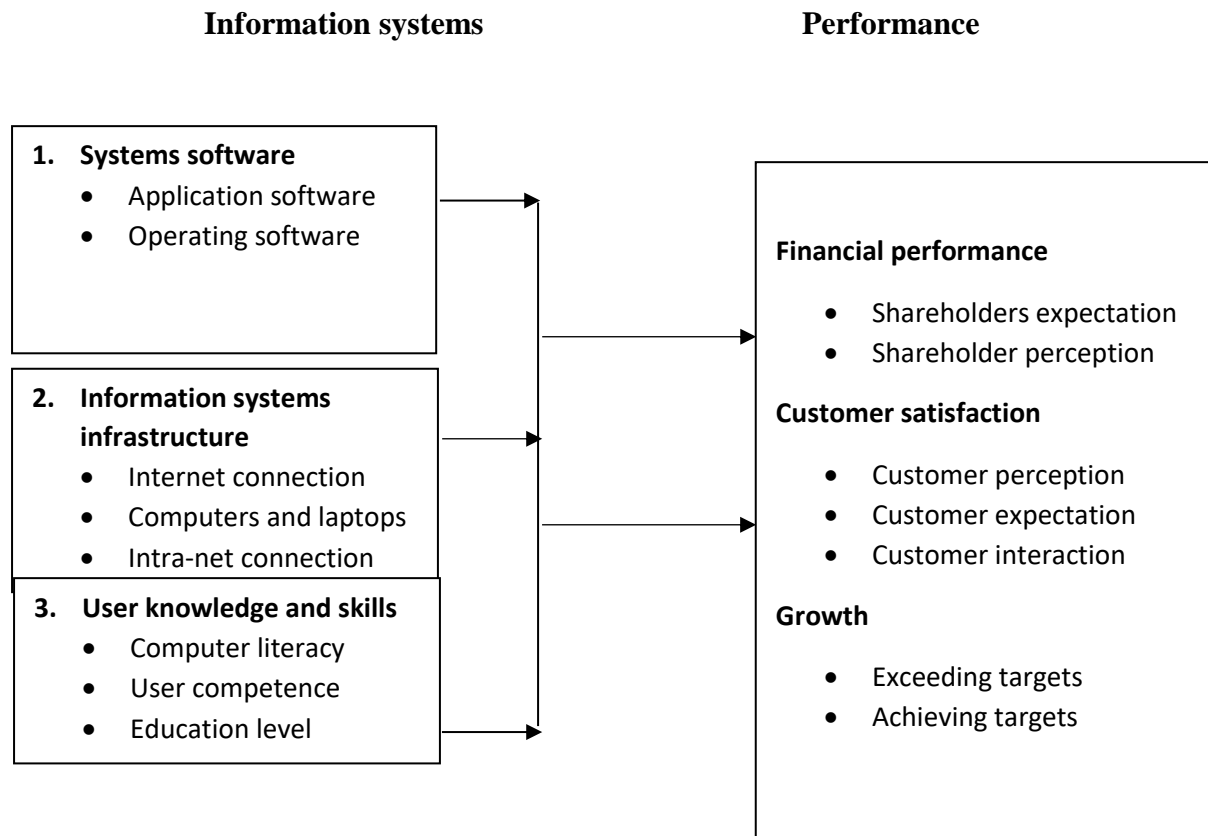 Information systems
Performance
1. Systems software
• Application software
• Operating software
2. Information systems
infrastructure
• Internet connection
• Computers and laptops
• Intra-net connection
3. User knowledge and skills
• Computer literacy
• User competence
• Education level
Financial performance
• Shareholders expectation
• Shareholder perception
Customer satisfaction
• Customer perception
• Customer expectation
• Customer interaction
Growth
• Exceeding targets
• Achieving targets